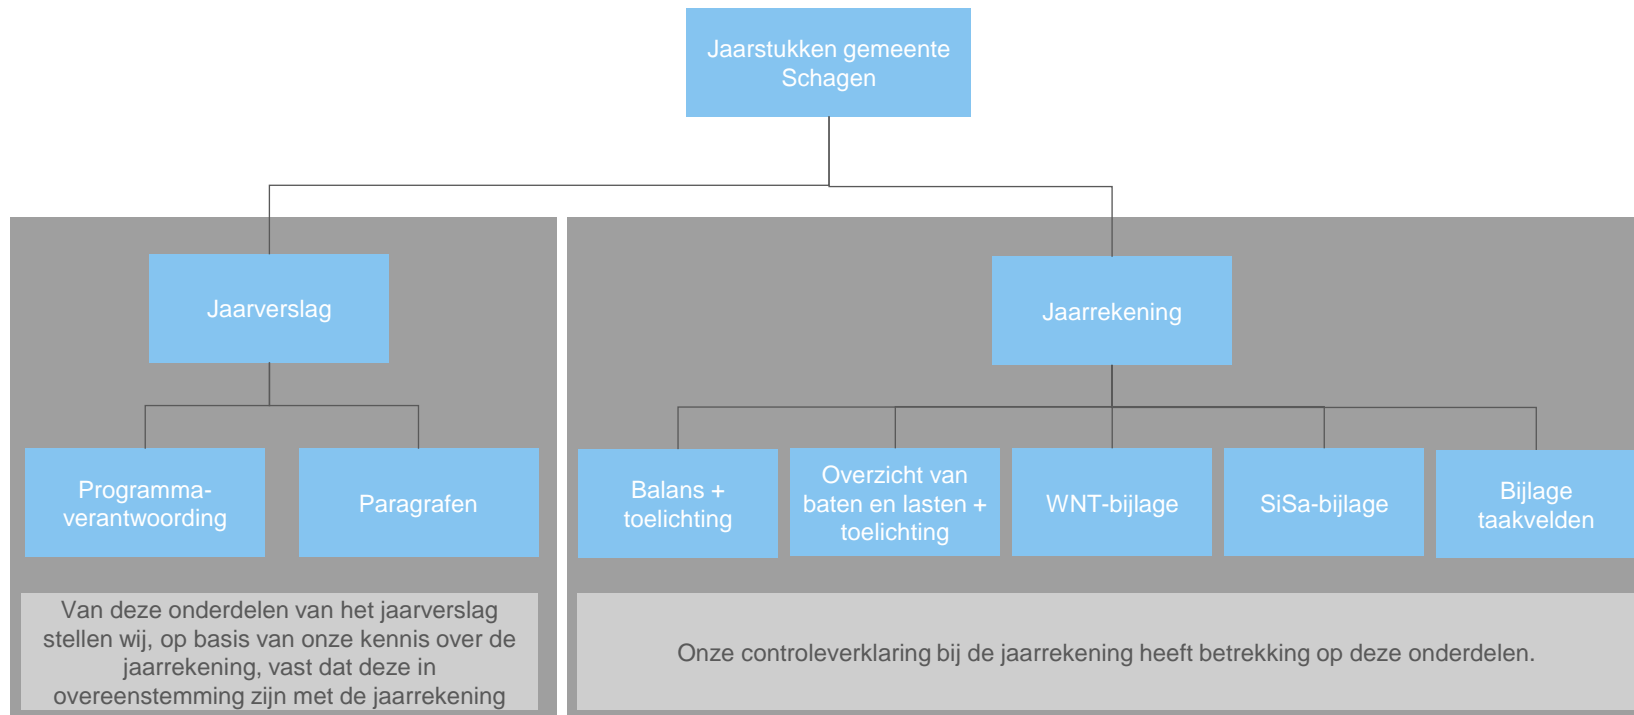 Jaarstukken gemeente
Schagen
Jaarverslag
Jaarrekening
Programma-
verantwoording
Paragrafen
Balans +
toelichting
Overzicht van
baten en lasten +
toelichting
WNT-bijlage
SiSa-bijlage
Bijlage
taakvelden
Van deze onderdelen van het jaarverslag
stellen wij, op basis van onze kennis over de
jaarrekening, vast dat deze in
overeenstemming zijn met de jaarrekening
Onze controleverklaring bij de jaarrekening heeft betrekking op deze onderdelen.